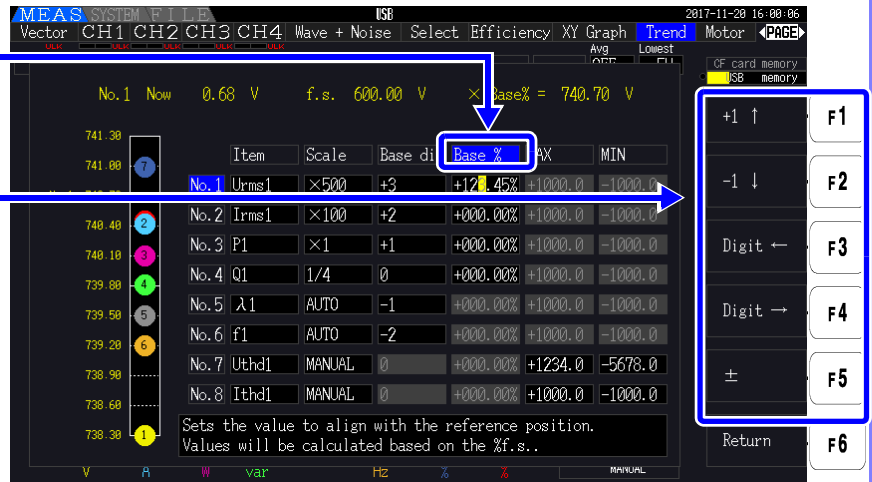 MEAS SYSTEM FILE USB 2017-11-20 16:00:06
Vector CH1 CH2 CH3 CH4 Wave + Noise Select Efficiency XY Graph Trend Motor PAGE
Avg Lowest
CF card memory
USB memory
No.1 Now 0.68 V f.s. 600.00 V × Base% = 740.70 V
741.30
741.00
740.40
740.10
739.80
739.50
739.20
738.90
738.60
738.30
7
2
3
4
5
6
1
Item Scale Base di Base % MIN
No.1 Urms1 ×500 +3 +123.45% +1000.0 -1000.0
No.2 Irms1 ×100 +2 +000.00% +1000.0 -1000.0
No.3 P1 ×1 +1 +000.00% +1000.0 -1000.0
No.4 Q1 1/4 0 +000.00% +1000.0 -1000.0
No.5 λ1 AUTO -1 +000.00% +1000.0 -1000.0
No.6 f1 AUTO -2 +000.00% +1000.0 -1000.0
No.7 Uthd1 MANUAL 0 +000.00% +1234.0 -5678.0
No.8 Ithd1 MANUAL 0 +000.00% +1000.0 -1000.0
Sets the value to align with the reference position.
Values will be calculated based on the %f.s..
V A W var Hz % % MANUAL
+1 ↑ F1
-1 ↓ F2
Digit ← F3
Digit → F4
± F5
Return F6